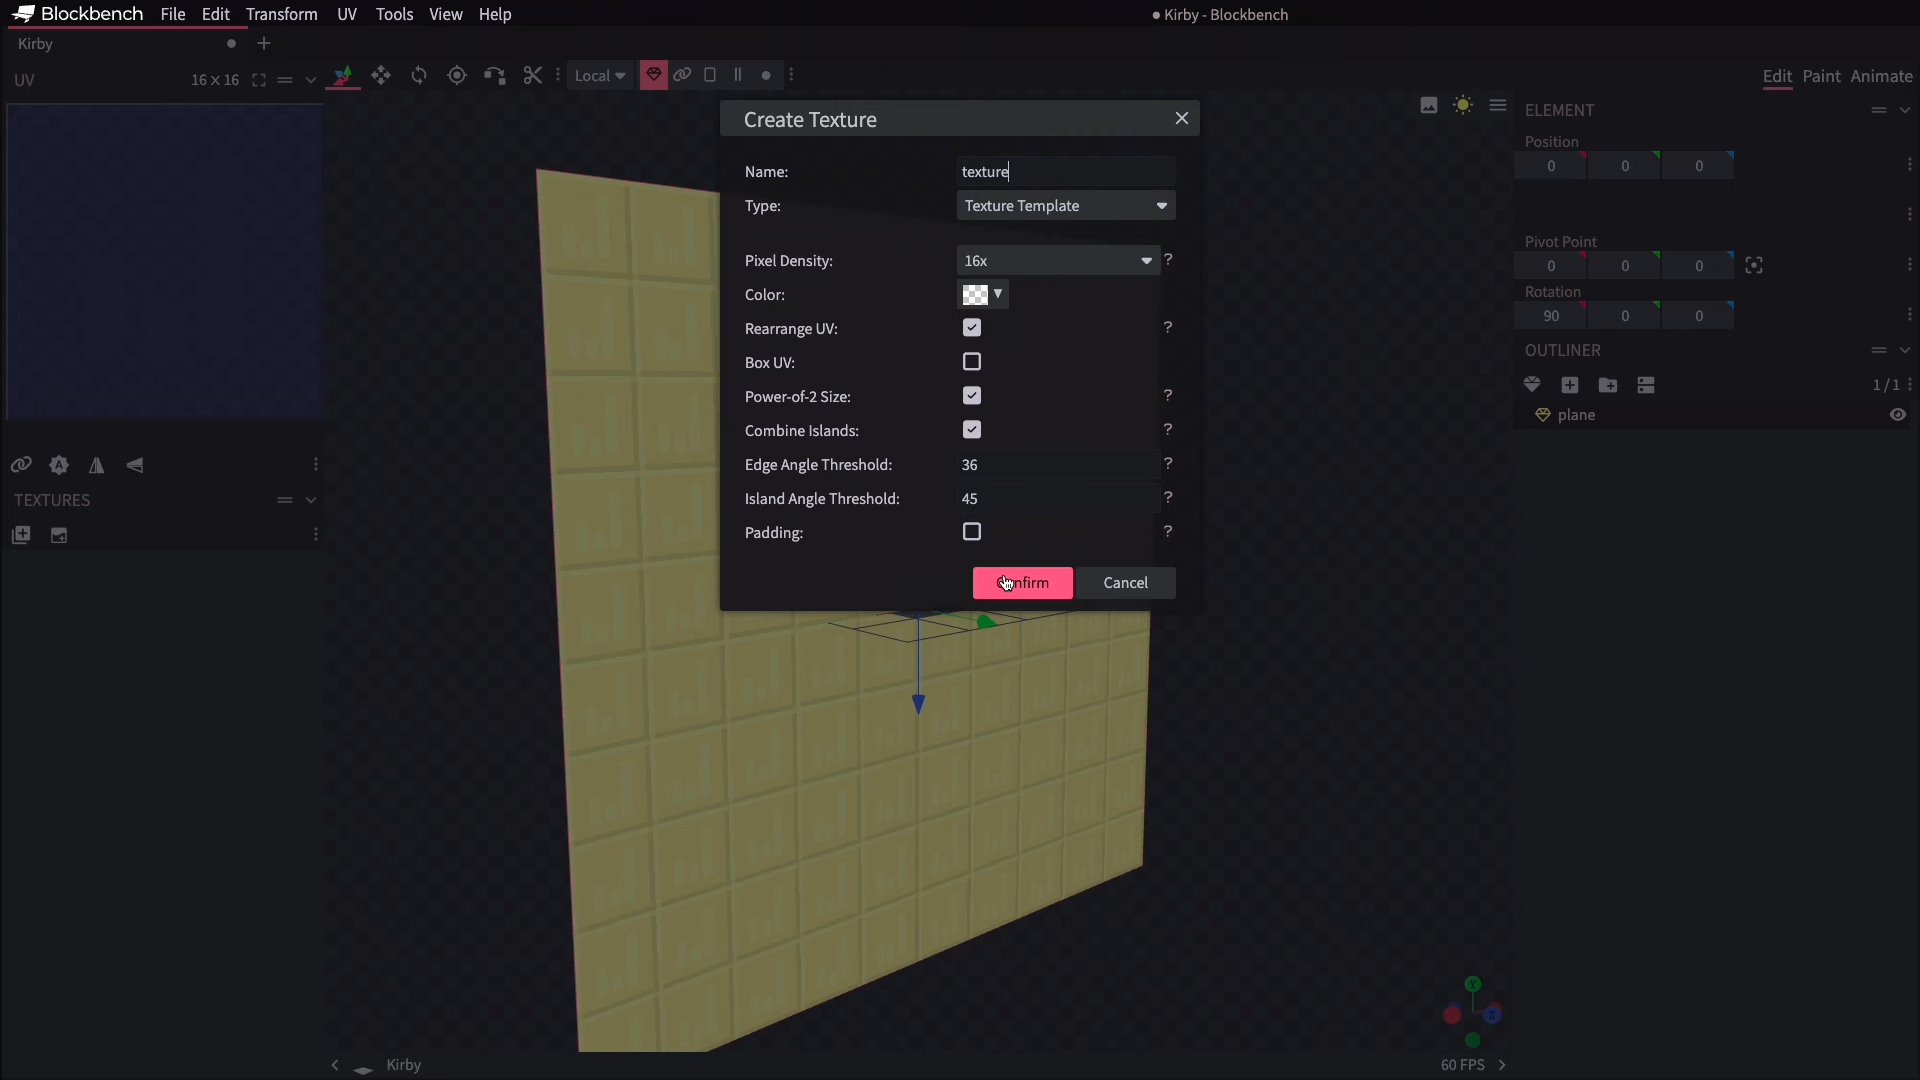 Blockbench File Edit Transform UV Tools View Help
Kirby - Blockbench
Kirby
UV 16 × 16
Local
Edit Paint Animate
Create Texture
Name: texture
Type: Texture Template
Pixel Density: 16x ?
Color:
Rearrange UV: ?
Box UV:
Power-of-2 Size: ?
Combine Islands: ?
Edge Angle Threshold: 36 ?
Island Angle Threshold: 45 ?
Padding: ?
Confirm Cancel
ELEMENT
Position
0 0 0
Pivot Point
0 0 0
Rotation
90 0 0
OUTLINER
1 / 1
plane
TEXTURES
Y
Z
Kirby
60 FPS